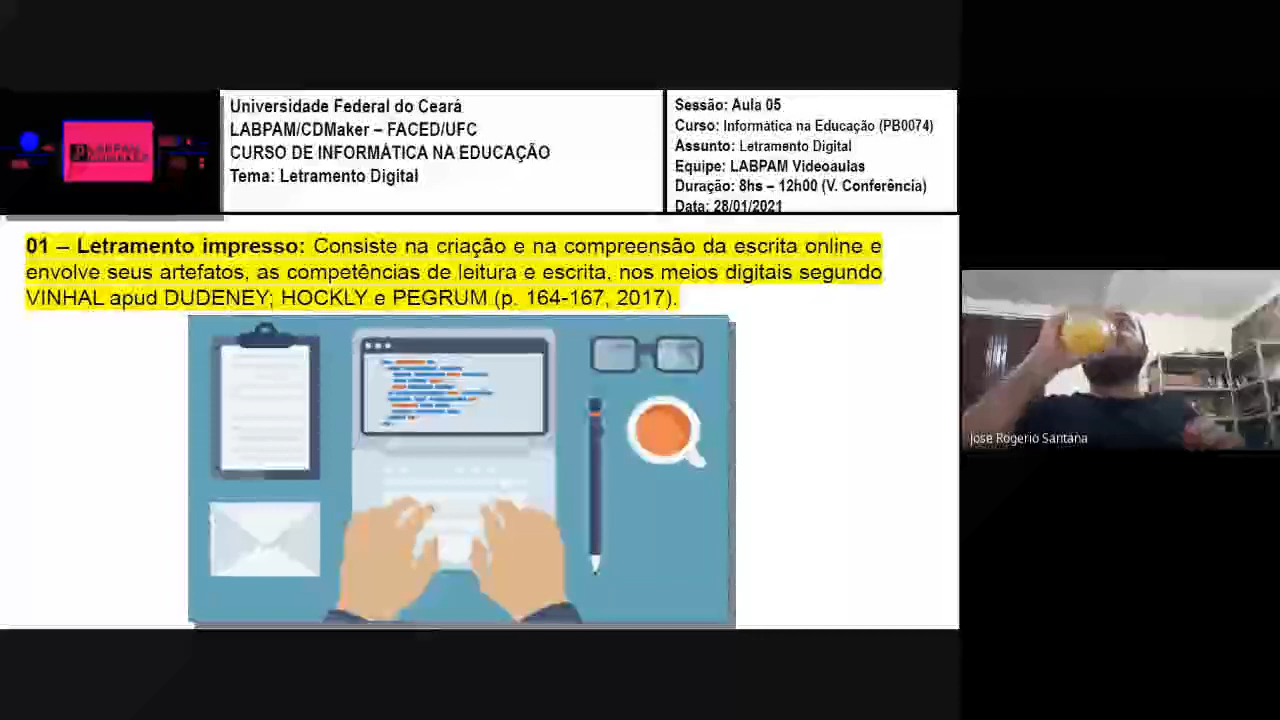 Universidade Federal do Ceará
LABPAM/CDMaker – FACED/UFC
CURSO DE INFORMÁTICA NA EDUCAÇÃO
Tema: Letramento Digital
Sessão: Aula 05
Curso: Informática na Educação (PB0074)
Assunto: Letramento Digital
Equipe: LABPAM Videoaulas
Duração: 8hs – 12h00 (V. Conferência)
Data: 28/01/2021
01 – Letramento impresso: Consiste na criação e na compreensão da escrita online e
envolve seus artefatos, as competências de leitura e escrita, nos meios digitais segundo
VINHAL apud DUDENEY; HOCKLY e PEGRUM (p. 164-167, 2017).
Jose Rogerio Santana